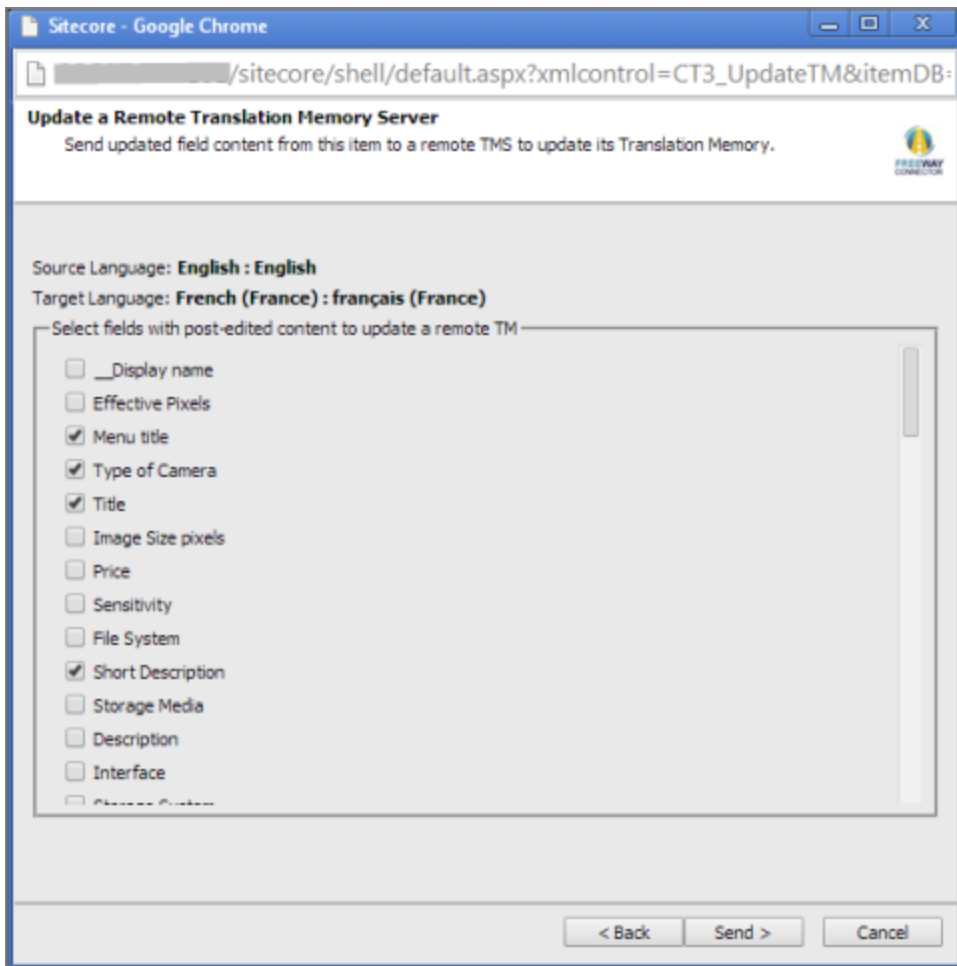 Sitecore - Google Chrome
/sitecore/shell/default.aspx?xmlcontrol=CT3_UpdateTM&itemDB
Update a Remote Translation Memory Server
Send updated field content from this item to a remote TMS to update its Translation Memory.
FREEWAY
CONNECTOR
Source Language: English : English
Target Language: French (France) : français (France)
Select fields with post-edited content to update a remote TM
__Display name
Effective Pixels
Menu title
Type of Camera
Title
Image Size pixels
Price
Sensitivity
File System
Short Description
Storage Media
Description
Interface
Storage System
< Back Send > Cancel